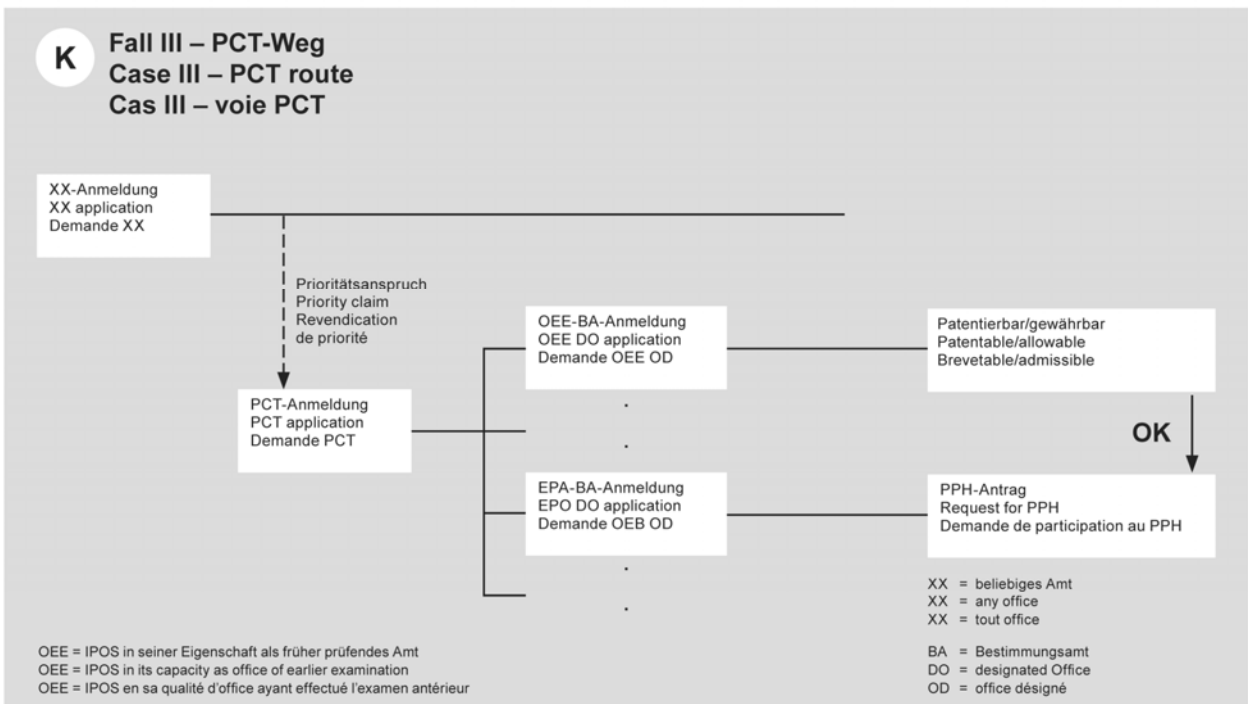 K
Fall III – PCT-Weg
Case III – PCT route
Cas III – voie PCT
XX-Anmeldung
XX application
Demande XX
Prioritätsanspruch
Priority claim
Revendication
de priorité
PCT-Anmeldung
PCT application
Demande PCT
OEE-BA-Anmeldung
OEE DO application
Demande OEE OD
Patentierbar/gewährbar
Patentable/allowable
Brevetable/admissible
OK
EPA-BA-Anmeldung
EPO DO application
Demande OEB OD
PPH-Antrag
Request for PPH
Demande de participation au PPH
XX = beliebiges Amt
XX = any office
XX = tout office
OEE = IPOS in seiner Eigenschaft als früher prüfendes Amt
OEE = IPOS in its capacity as office of earlier examination
OEE = IPOS en sa qualité d'office ayant effectué l'examen antérieur
BA = Bestimmungsamt
DO = designated Office
OD = office désigné